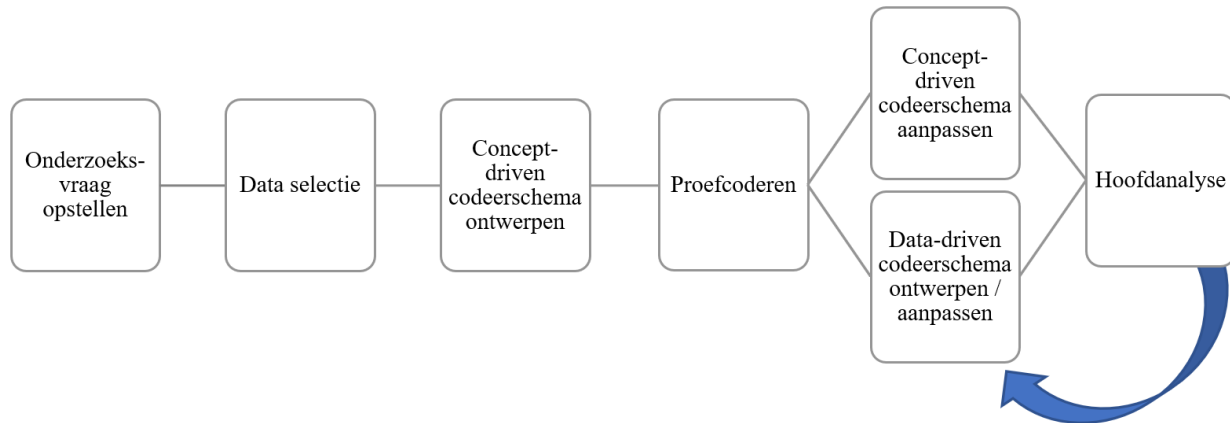 Onderzoeks-
vraag
opstellen
Data selectie
Concept-
driven
codeerschema
ontwerpen
Proefcoderen
Concept-
driven
codeerschema
aanpassen
Data-driven
codeerschema
ontwerpen /
aanpassen
Hoofdanalyse